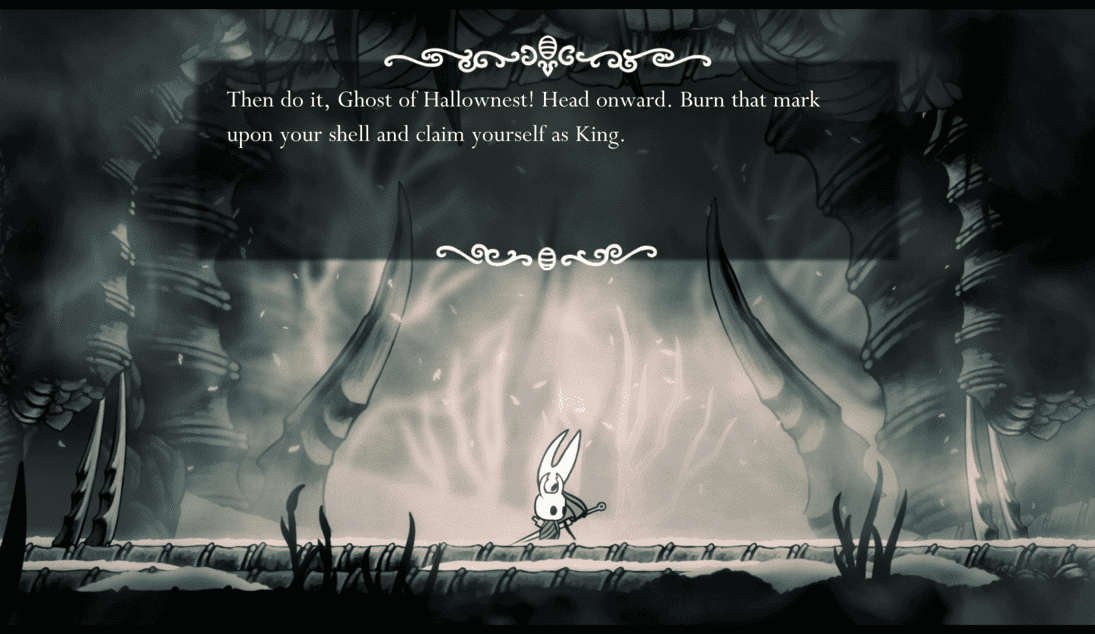 Then do it, Ghost of Hallownest! Head onward. Burn that mark
upon your shell and claim yourself as King.